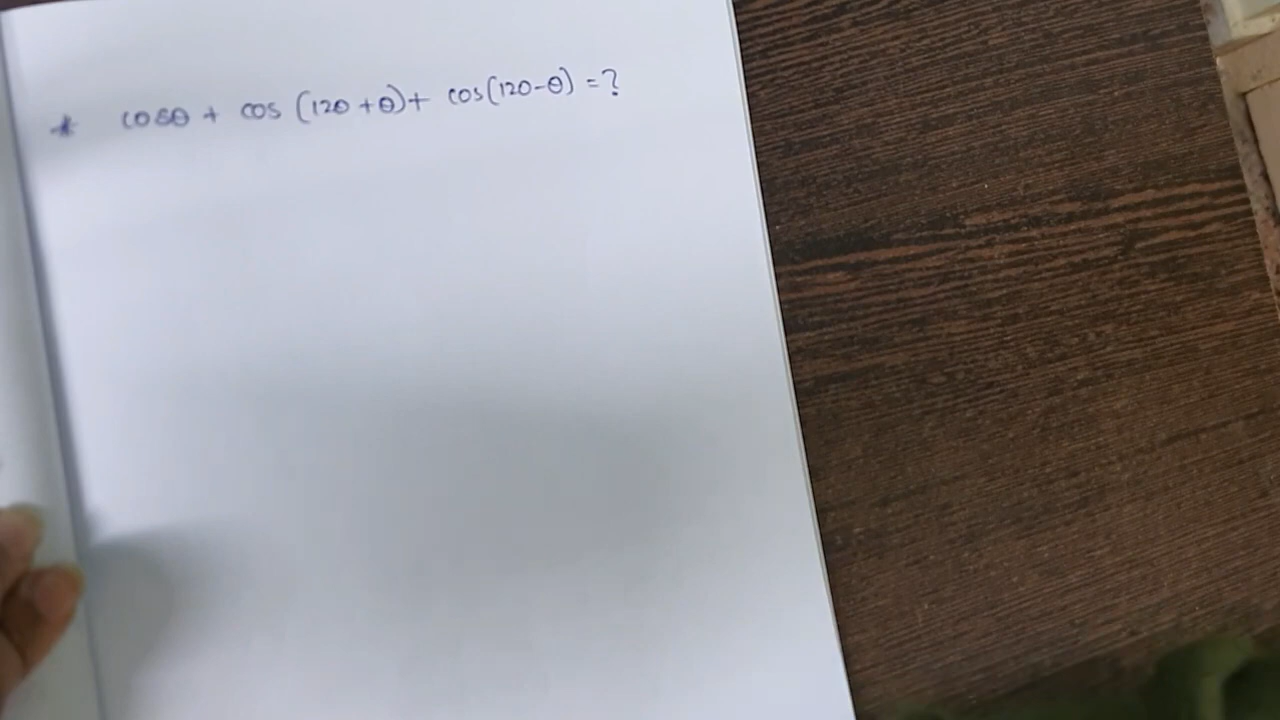 * cosθ + cos (120 + θ) + cos(120-θ) = ?